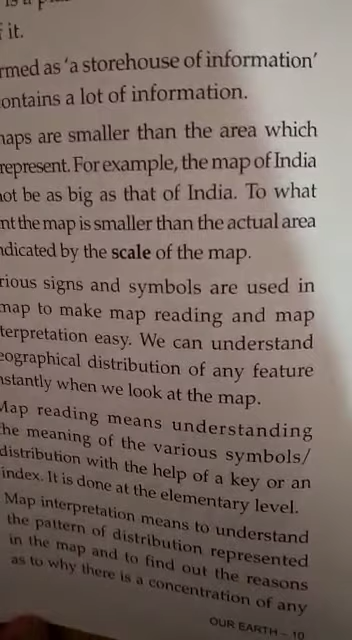 it.
rmed as 'a storehouse of information'
ontains a lot of information.
maps are smaller than the area which
represent. For example, the map of India
not be as big as that of India. To what
nt the map is smaller than the actual area
ndicated by the scale of the map.
rious signs and symbols are used in
map to make map reading and map
terpretation easy. We can understand
eographical distribution of any feature
nstantly when we look at the map.
Map reading means understanding
the meaning of the various symbols/
distribution with the help of a key or an
index. It is done at the elementary level.
Map interpretation means to understand
the pattern of distribution represented
in the map and to find out the reasons
as to why there is a concentration of any
OUR EARTH – 10